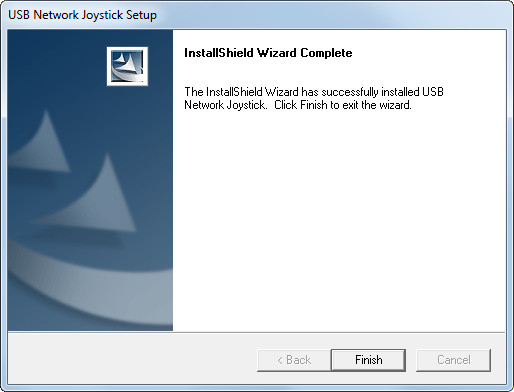 USB Network Joystick Setup
InstallShield Wizard Complete
The InstallShield Wizard has successfully installed USB
Network Joystick. Click Finish to exit the wizard.
< Back
Finish
Cancel